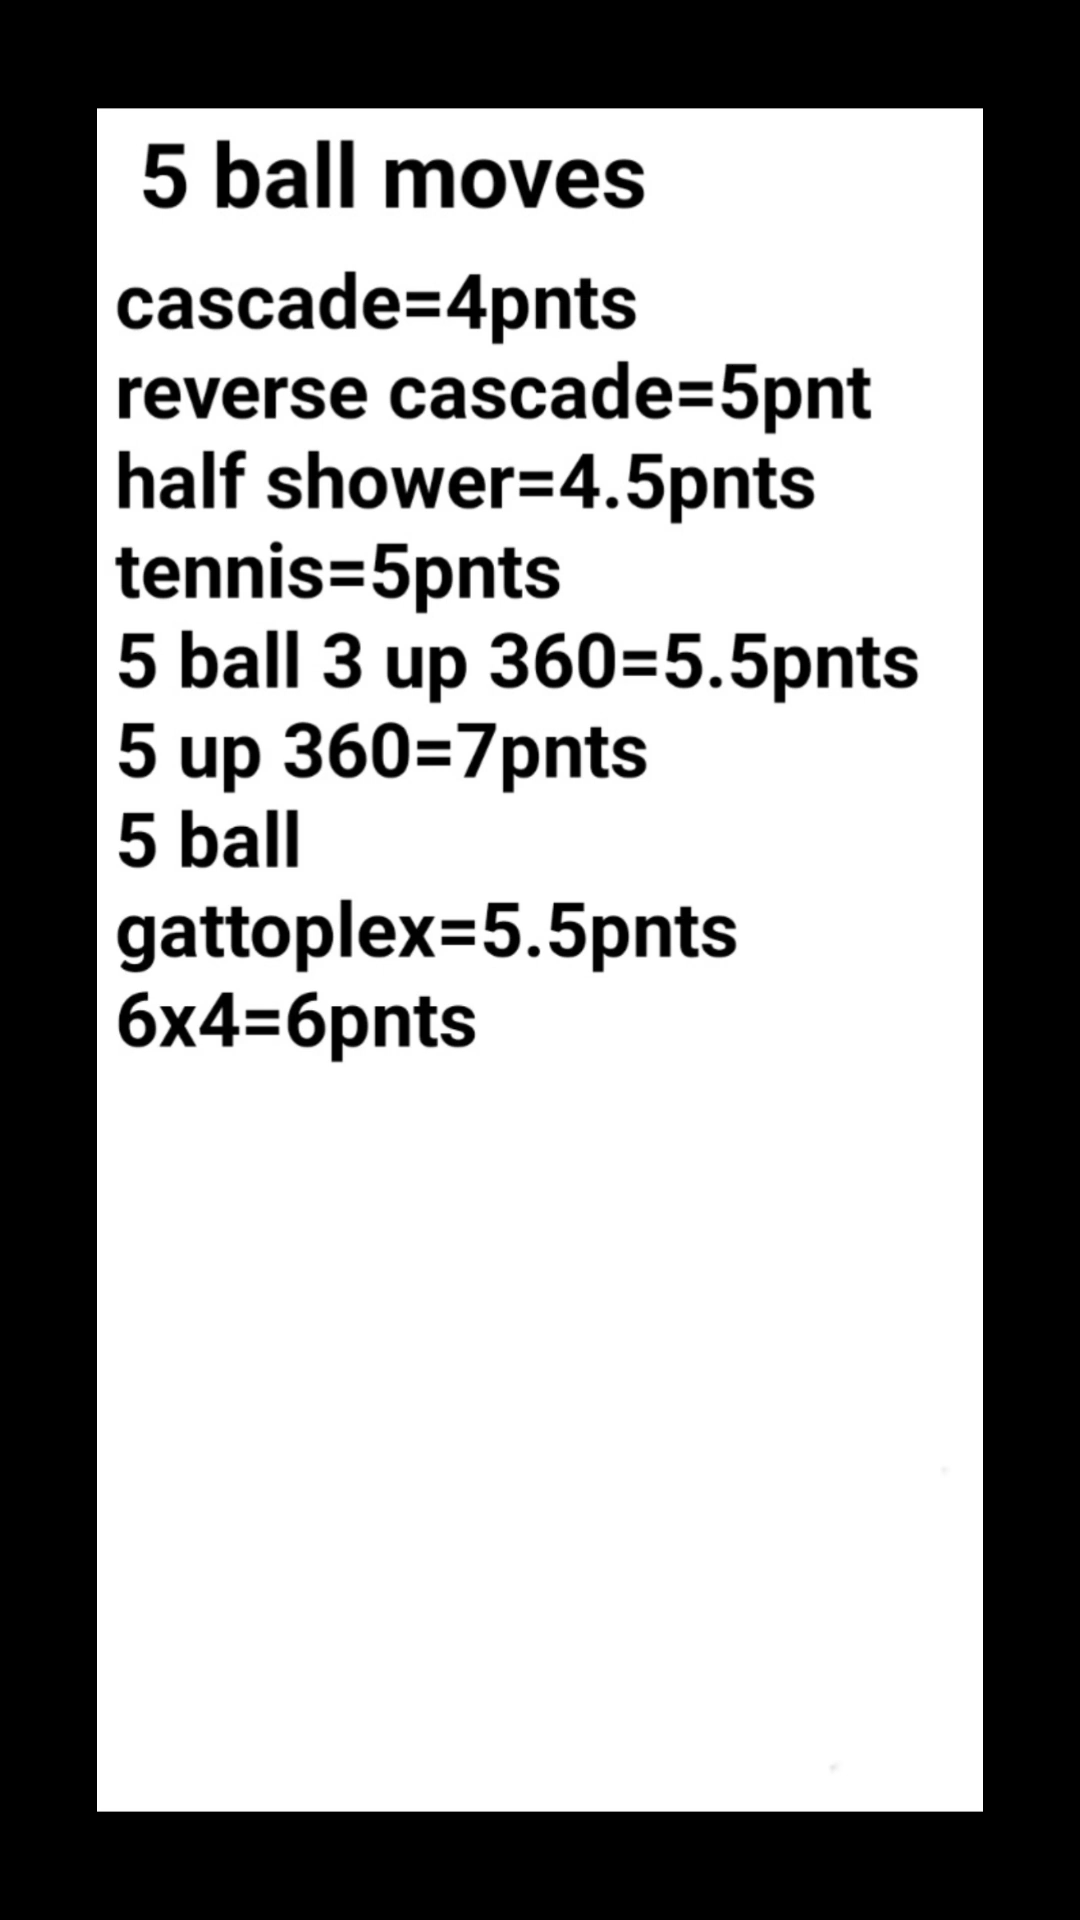 5 ball moves
cascade=4pnts
reverse cascade=5pnt
half shower=4.5pnts
tennis=5pnts
5 ball 3 up 360=5.5pnts
5 up 360=7pnts
5 ball
gattoplex=5.5pnts
6x4=6pnts